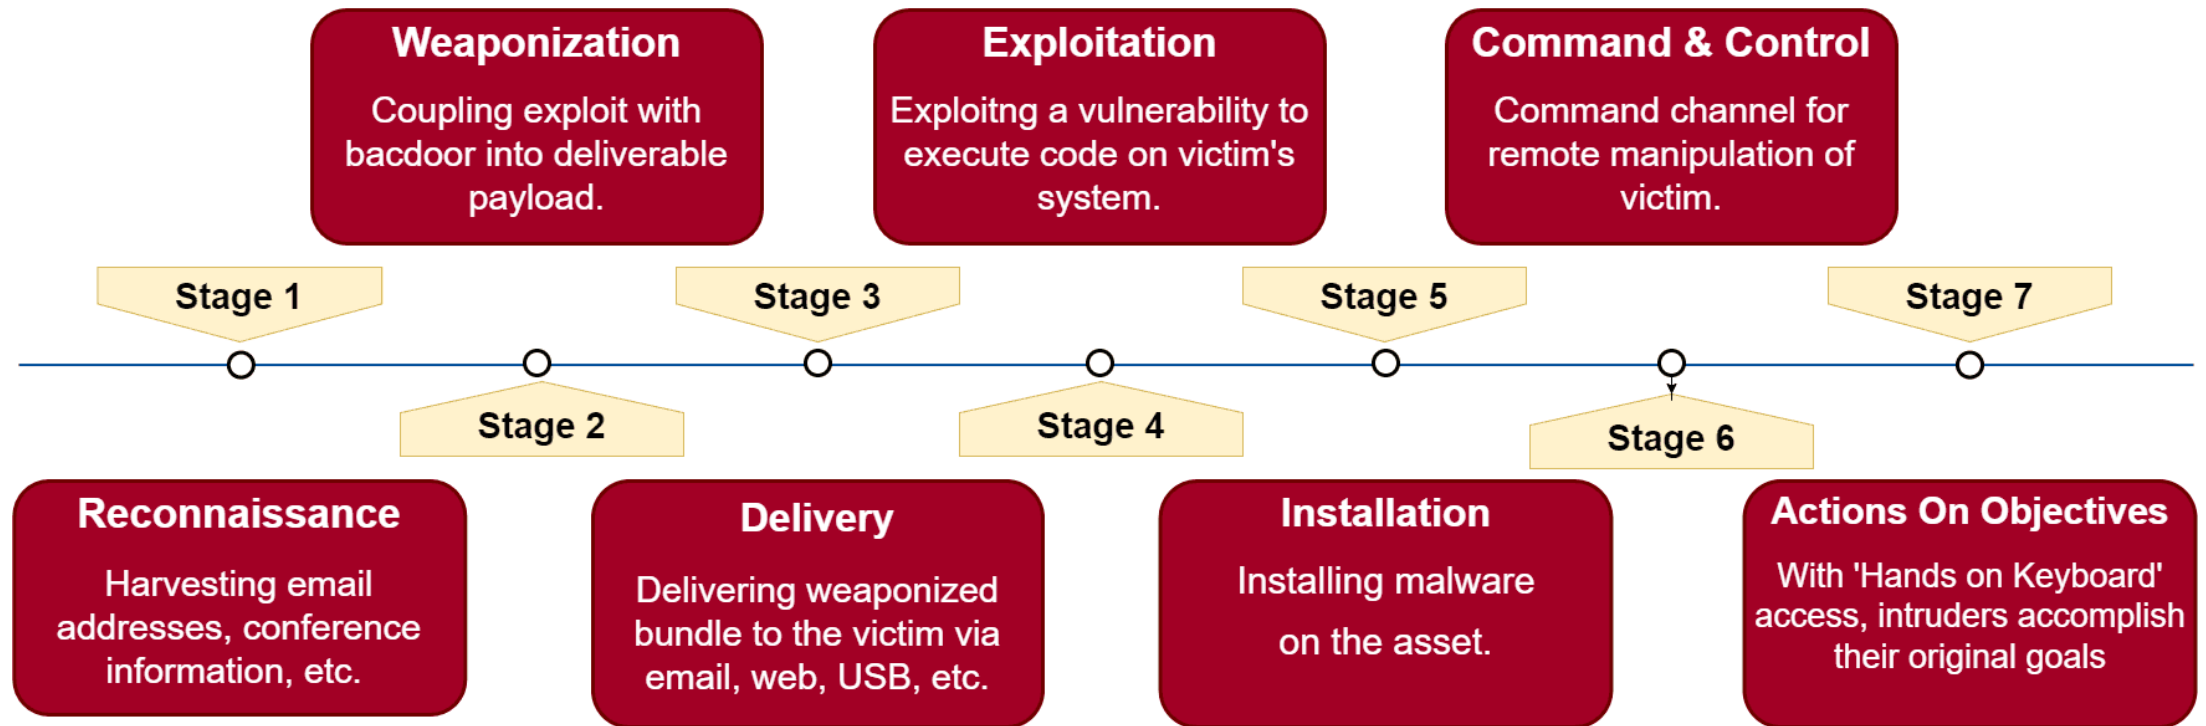 Weaponization
Coupling exploit with
bacdoor into deliverable
payload.
Exploitation
Exploitng a vulnerability to
execute code on victim's
system.
Command & Control
Command channel for
remote manipulation of
victim.
Stage 1
Stage 3
Stage 5
Stage 7
Stage 2
Stage 4
Stage 6
Reconnaissance
Harvesting email
addresses, conference
information, etc.
Delivery
Delivering weaponized
bundle to the victim via
email, web, USB, etc.
Installation
Installing malware
on the asset.
Actions On Objectives
With 'Hands on Keyboard'
access, intruders accomplish
their original goals